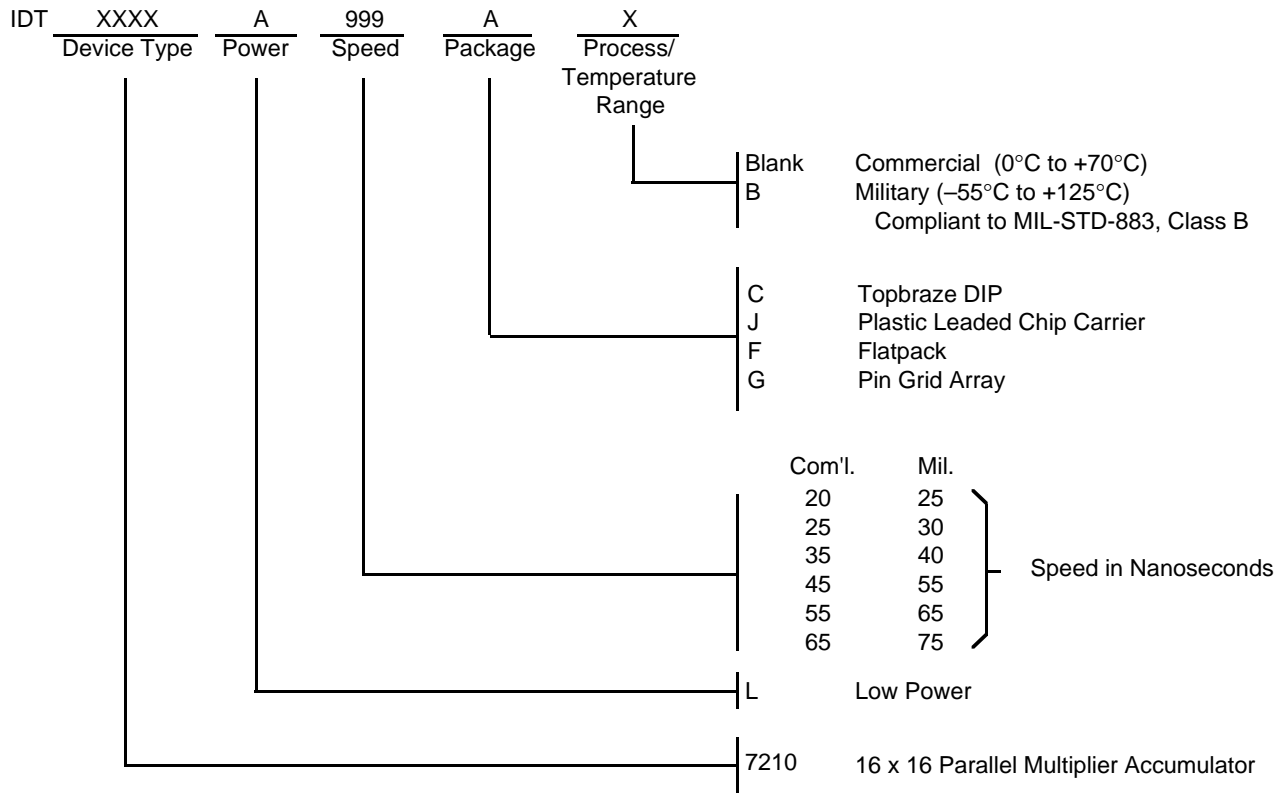 IDT XXXX A 999 A X
Device Type Power Speed Package Process/
Temperature
Range
Blank Commercial (0°C to +70°C)
B Military (–55°C to +125°C)
Compliant to MIL-STD-883, Class B
C Topbraze DIP
J Plastic Leaded Chip Carrier
F Flatpack
G Pin Grid Array
Com'l. Mil.
20 25
25 30
35 40
45 55
55 65
65 75
Speed in Nanoseconds
L Low Power
7210 16 x 16 Parallel Multiplier Accumulator